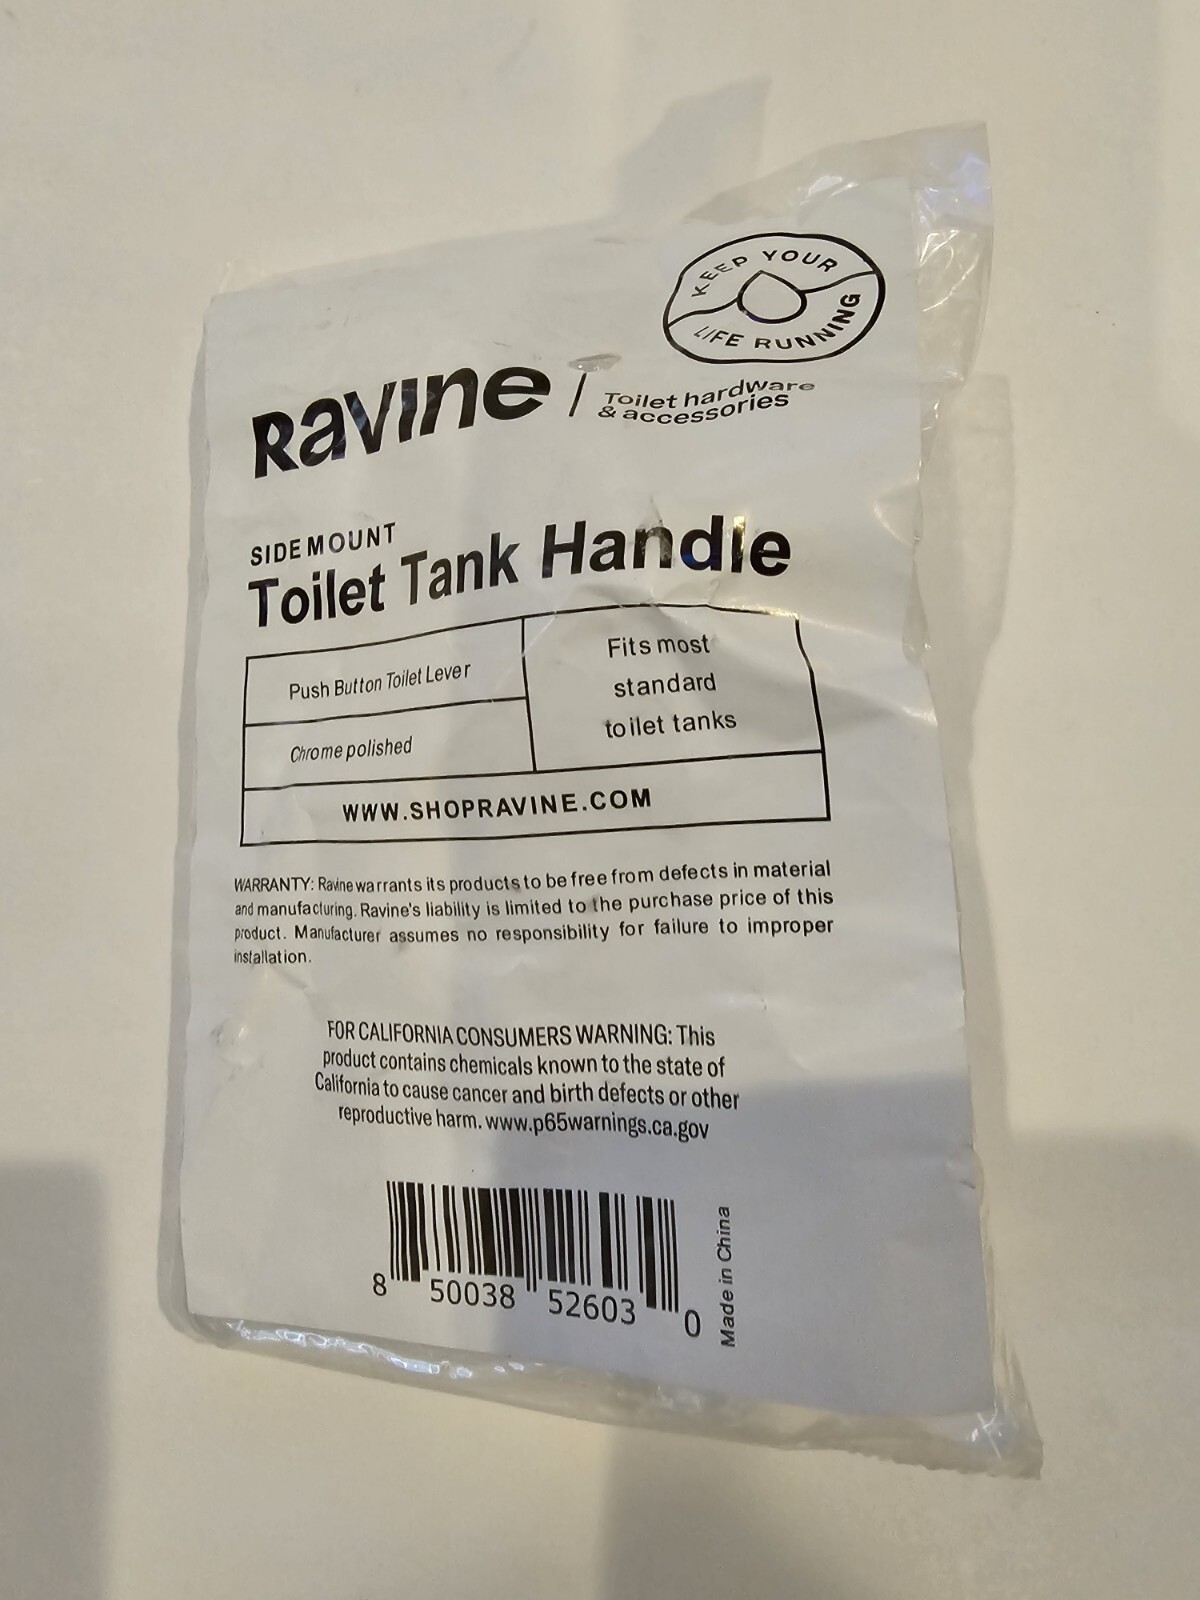 KEEP YOUR
LIFE RUNNING
Ravine / Toilet hardware
& accessories
SIDE MOUNT
Toilet Tank Handle
Push Button Toilet Lever
Chrome polished
Fits most
standard
toilet tanks
WWW.SHOPRAVINE.COM
WARRANTY: Ravine warrants its products to be free from defects in material
and manufacturing. Ravine's liability is limited to the purchase price of this
product. Manufacturer assumes no responsibility for failure to improper
installation.
FOR CALIFORNIA CONSUMERS WARNING: This
product contains chemicals known to the state of
California to cause cancer and birth defects or other
reproductive harm. www.p65warnings.ca.gov
8 50038 52603 0
Made in China